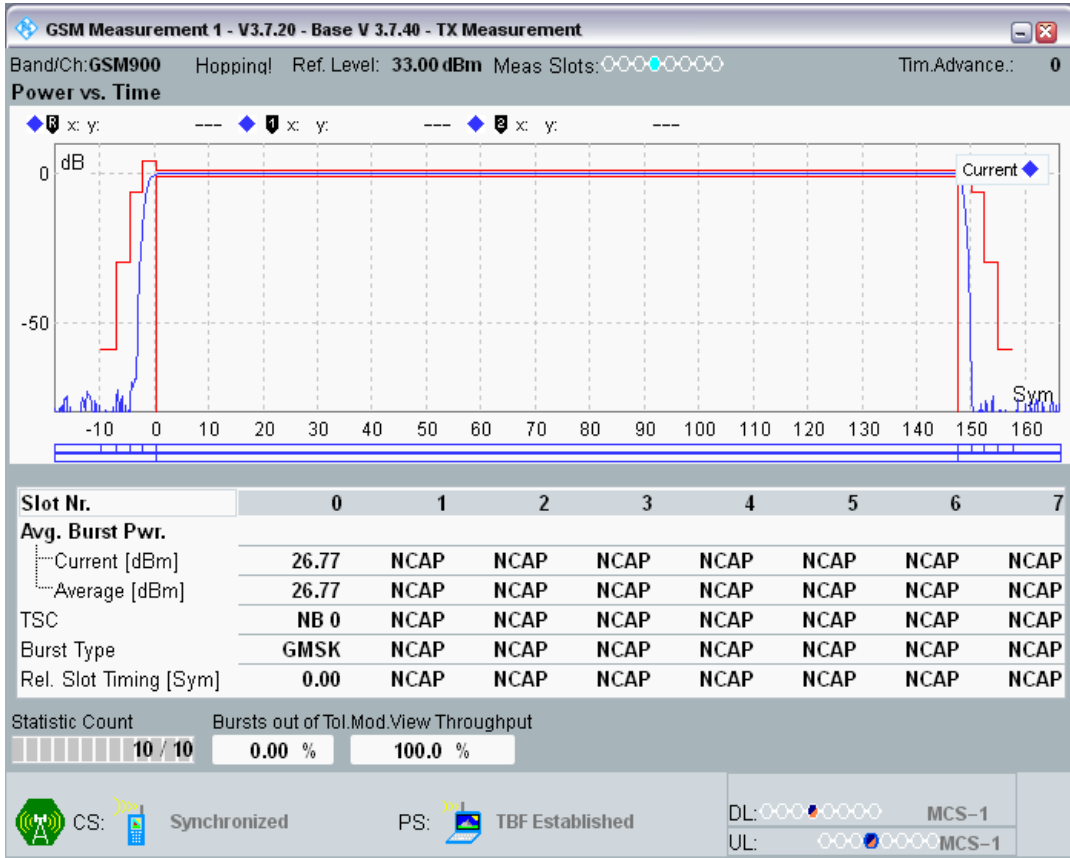 GSM Measurement 1 - V3.7.20 - Base V 3.7.40 - TX Measurement
Band/Ch:GSM900 Hopping! Ref. Level: 33.00 dBm Meas Slots: Tim.Advance.: 0
Power vs. Time
R x: y: --- 1 x: y: --- 2 x: y: ---
dB
Current
0
-50
Sym
-10 0 10 20 30 40 50 60 70 80 90 100 110 120 130 140 150 160
Slot Nr. 0 1 2 3 4 5 6 7
Avg. Burst Pwr.
Current [dBm] 26.77 NCAP NCAP NCAP NCAP NCAP NCAP NCAP
Average [dBm] 26.77 NCAP NCAP NCAP NCAP NCAP NCAP NCAP
TSC NB 0 NCAP NCAP NCAP NCAP NCAP NCAP NCAP
Burst Type GMSK NCAP NCAP NCAP NCAP NCAP NCAP NCAP
Rel. Slot Timing [Sym] 0.00 NCAP NCAP NCAP NCAP NCAP NCAP NCAP
Statistic Count Bursts out of Tol.Mod.View Throughput
10 / 10 0.00 % 100.0 %
CS: Synchronized PS: TBF Established
DL: MCS-1
UL: MCS-1